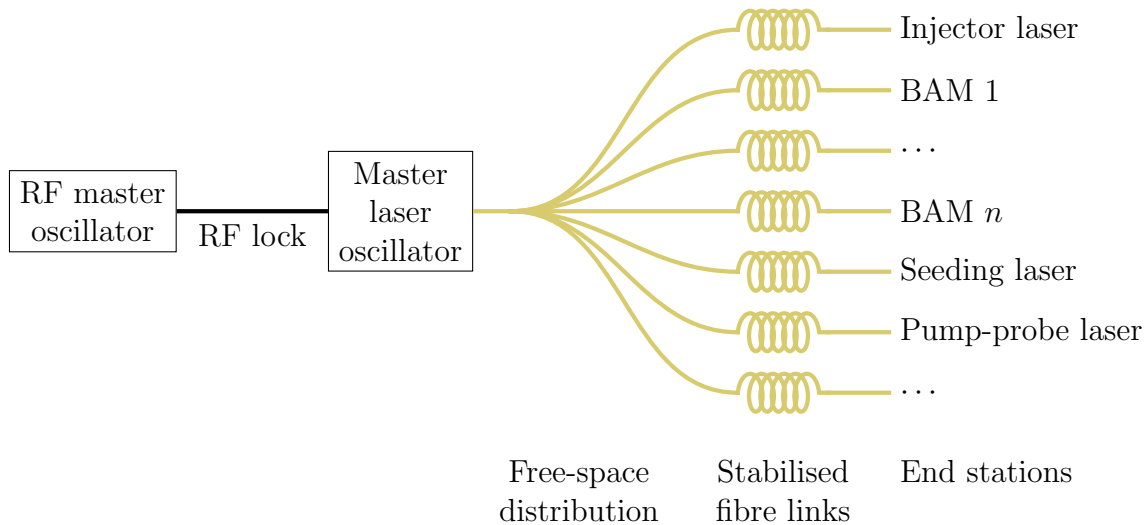 RF master
oscillator
RF lock
Master
laser
oscillator
Injector laser
BAM 1
...
BAM n
Seeding laser
Pump-probe laser
...
Free-space
distribution
Stabilised
fibre links
End stations